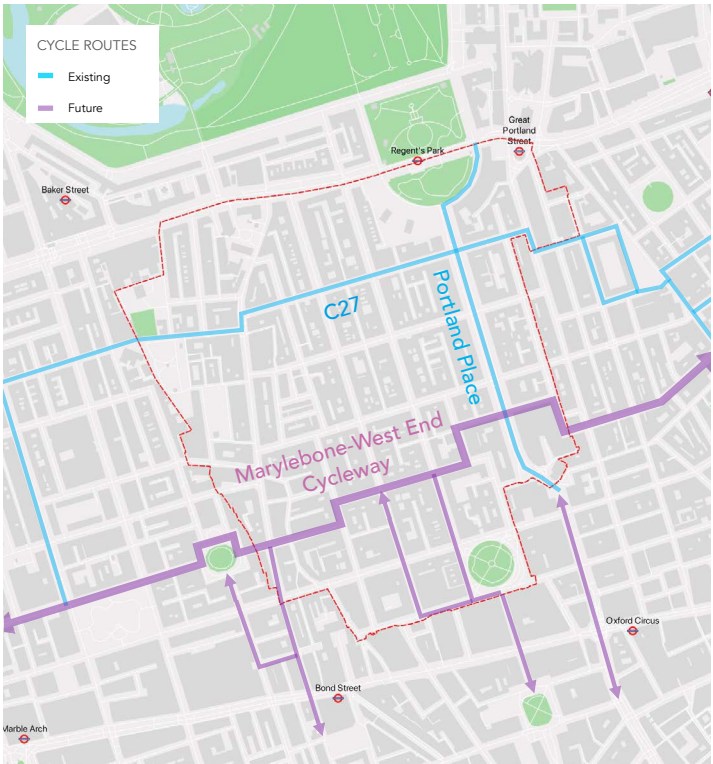 CYCLE ROUTES
Existing
Future
Great
Portland
Street
Regent's Park
Baker Street
C27
Portland Place
Marylebone-West End
Cycleway
Oxford Circus
Bond Street
Marble Arch